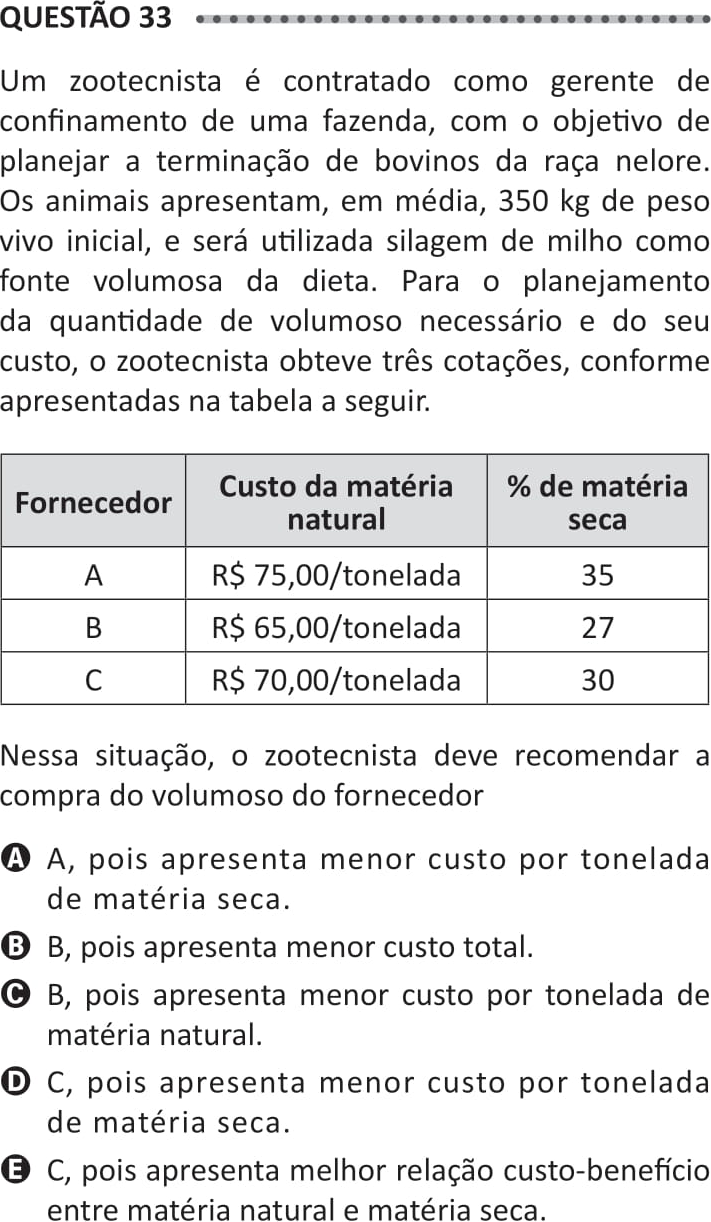 QUESTÃO 33
Um zootecnista é contratado como gerente de
confinamento de uma fazenda, com o objetivo de
planejar a terminação de bovinos da raça nelore.
Os animais apresentam, em média, 350 kg de peso
vivo inicial, e será utilizada silagem de milho como
fonte volumosa da dieta. Para o planejamento
da quantidade de volumoso necessário e do seu
custo, o zootecnista obteve três cotações, conforme
apresentadas na tabela a seguir.
Fornecedor Custo da matéria natural % de matéria seca
A R$ 75,00/tonelada 35
B R$ 65,00/tonelada 27
C R$ 70,00/tonelada 30
Nessa situação, o zootecnista deve recomendar a
compra do volumoso do fornecedor
A A, pois apresenta menor custo por tonelada
de matéria seca.
B B, pois apresenta menor custo total.
C B, pois apresenta menor custo por tonelada de
matéria natural.
D C, pois apresenta menor custo por tonelada
de matéria seca.
E C, pois apresenta melhor relação custo-benefício
entre matéria natural e matéria seca.